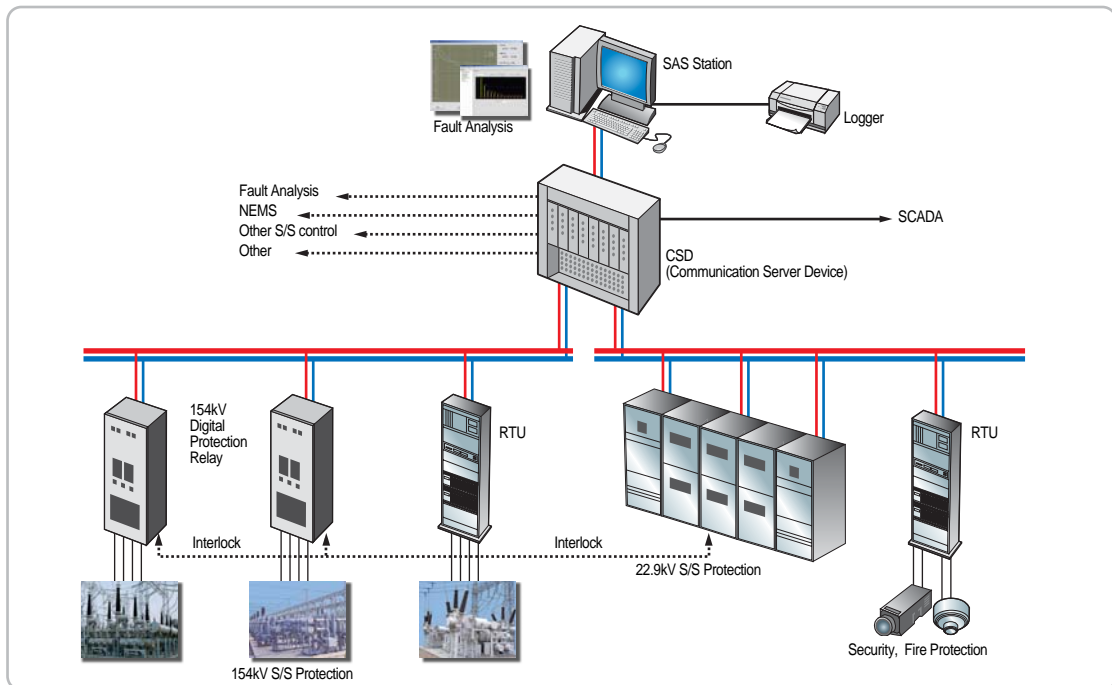 SAS Station
Fault Analysis
Logger
Fault Analysis
NEMS
Other S/S control
Other
SCADA
CSD
(Communication Server Device)
154kV
Digital
Protection
Relay
RTU
RTU
Interlock
Interlock
22.9kV S/S Protection
154kV S/S Protection
Security, Fire Protection